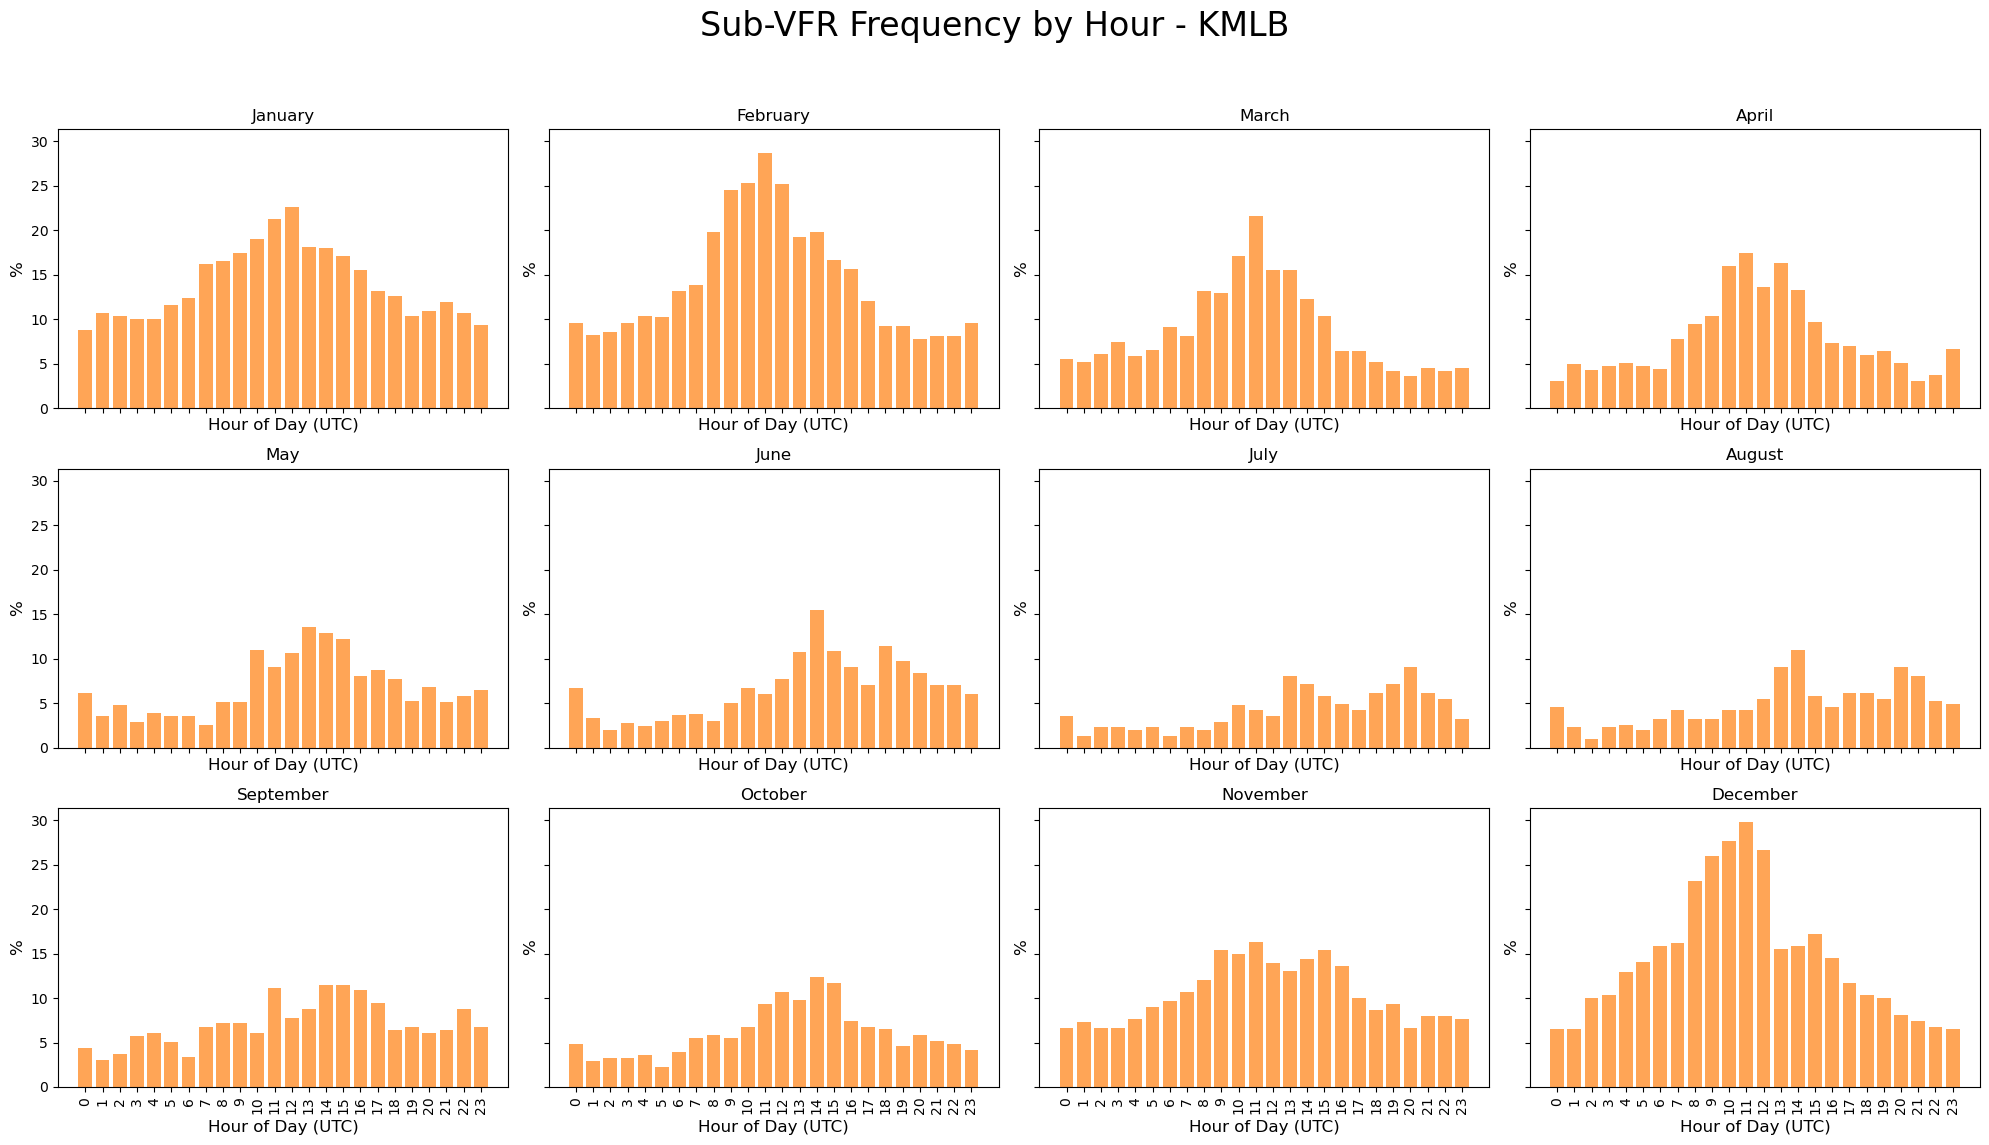 Sub-VFR Frequency by Hour - KMLB
January February March April
30
25
20
15
10
5
0
% % % %
Hour of Day (UTC) Hour of Day (UTC) Hour of Day (UTC) Hour of Day (UTC)
May June July August
30
25
20
15
10
5
0
% % % %
Hour of Day (UTC) Hour of Day (UTC) Hour of Day (UTC) Hour of Day (UTC)
September October November December
30
25
20
15
10
5
0
% % % %
0 1 2 3 4 5 6 7 8 9 10 11 12 13 14 15 16 17 18 19 20 21 22 23 0 1 2 3 4 5 6 7 8 9 10 11 12 13 14 15 16 17 18 19 20 21 22 23 0 1 2 3 4 5 6 7 8 9 10 11 12 13 14 15 16 17 18 19 20 21 22 23 0 1 2 3 4 5 6 7 8 9 10 11 12 13 14 15 16 17 18 19 20 21 22 23
Hour of Day (UTC) Hour of Day (UTC) Hour of Day (UTC) Hour of Day (UTC)